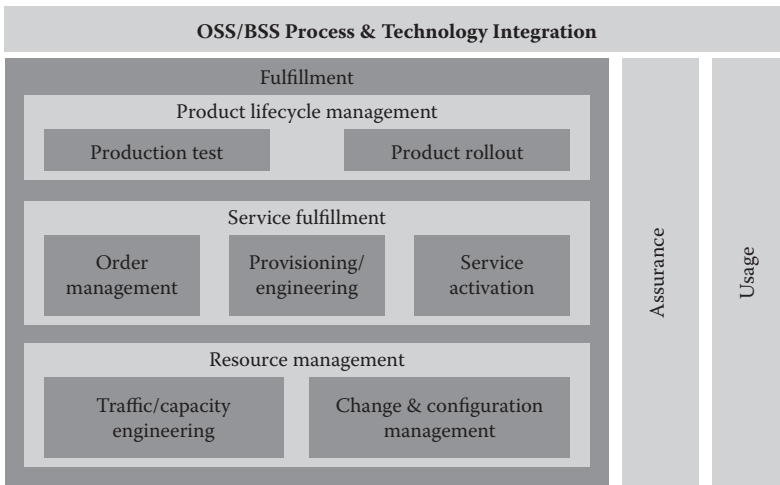 OSS/BSS Process & Technology Integration
Fulfillment
Product lifecycle management
Production test
Product rollout
Service fulfillment
Order
management
Provisioning/
engineering
Service
activation
Resource management
Traffic/capacity
engineering
Change & configuration
management
Assurance
Usage